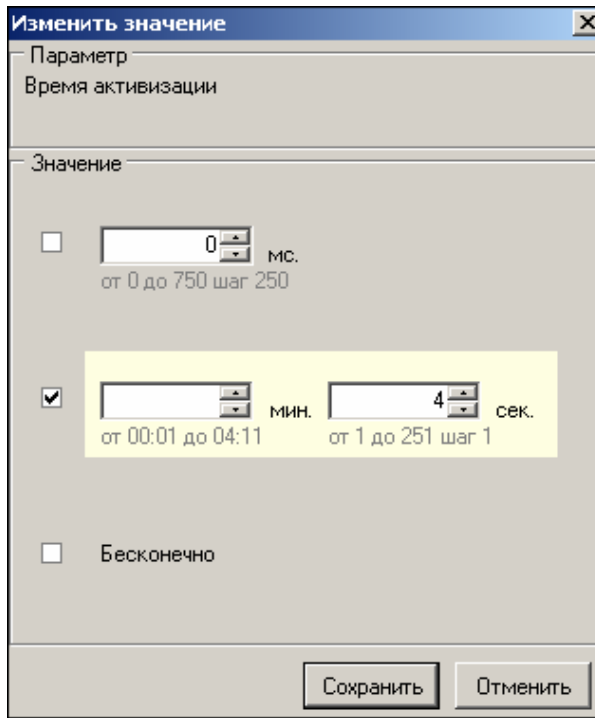 Изменить значение
Параметр
Время активизации
Значение
0 мс.
от 0 до 750 шаг 250
мин. 4 сек.
от 00:01 до 04:11 от 1 до 251 шаг 1
Бесконечно
Сохранить Отменить